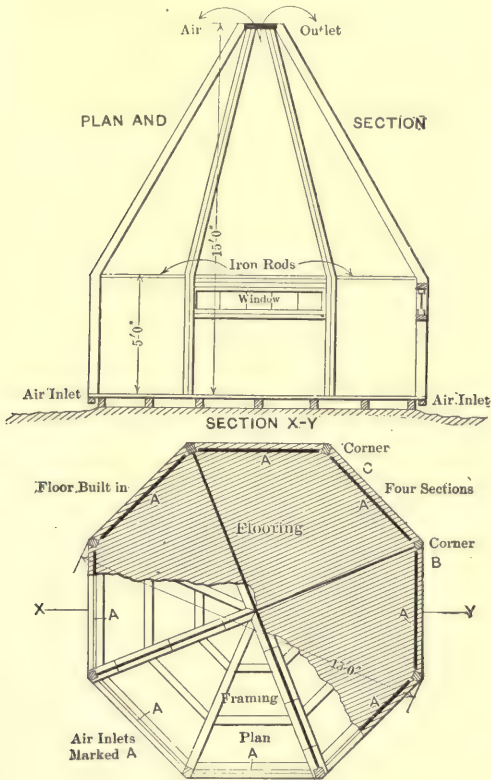 Air Outlet
PLAN AND SECTION
15'-0"
Iron Rods
Window
5'-0"
Air Inlet Air Inlet
SECTION X-Y
A Corner
C
Floor Built in A A Four Sections
Flooring
Corner
B
X A A Y
15'-0"
A Framing A
Air Inlets Plan
Marked A A